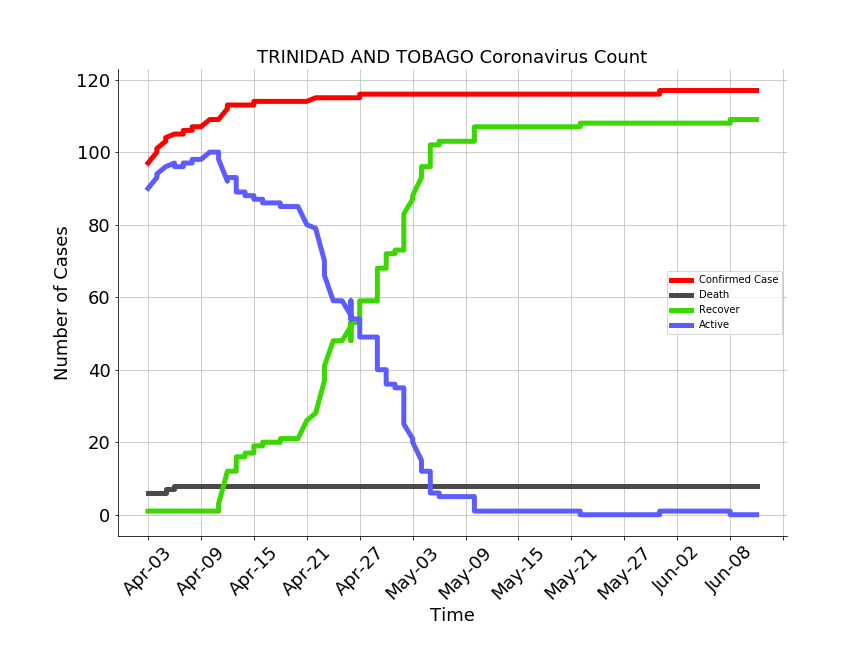 TRINIDAD AND TOBAGO Coronavirus Count
120
100
80
60
40
20
0
Number of Cases
Confirmed Case
Death
Recover
Active
Apr-03
Apr-09
Apr-15
Apr-21
Apr-27
May-03
May-09
May-15
May-21
May-27
Jun-02
Jun-08
Time